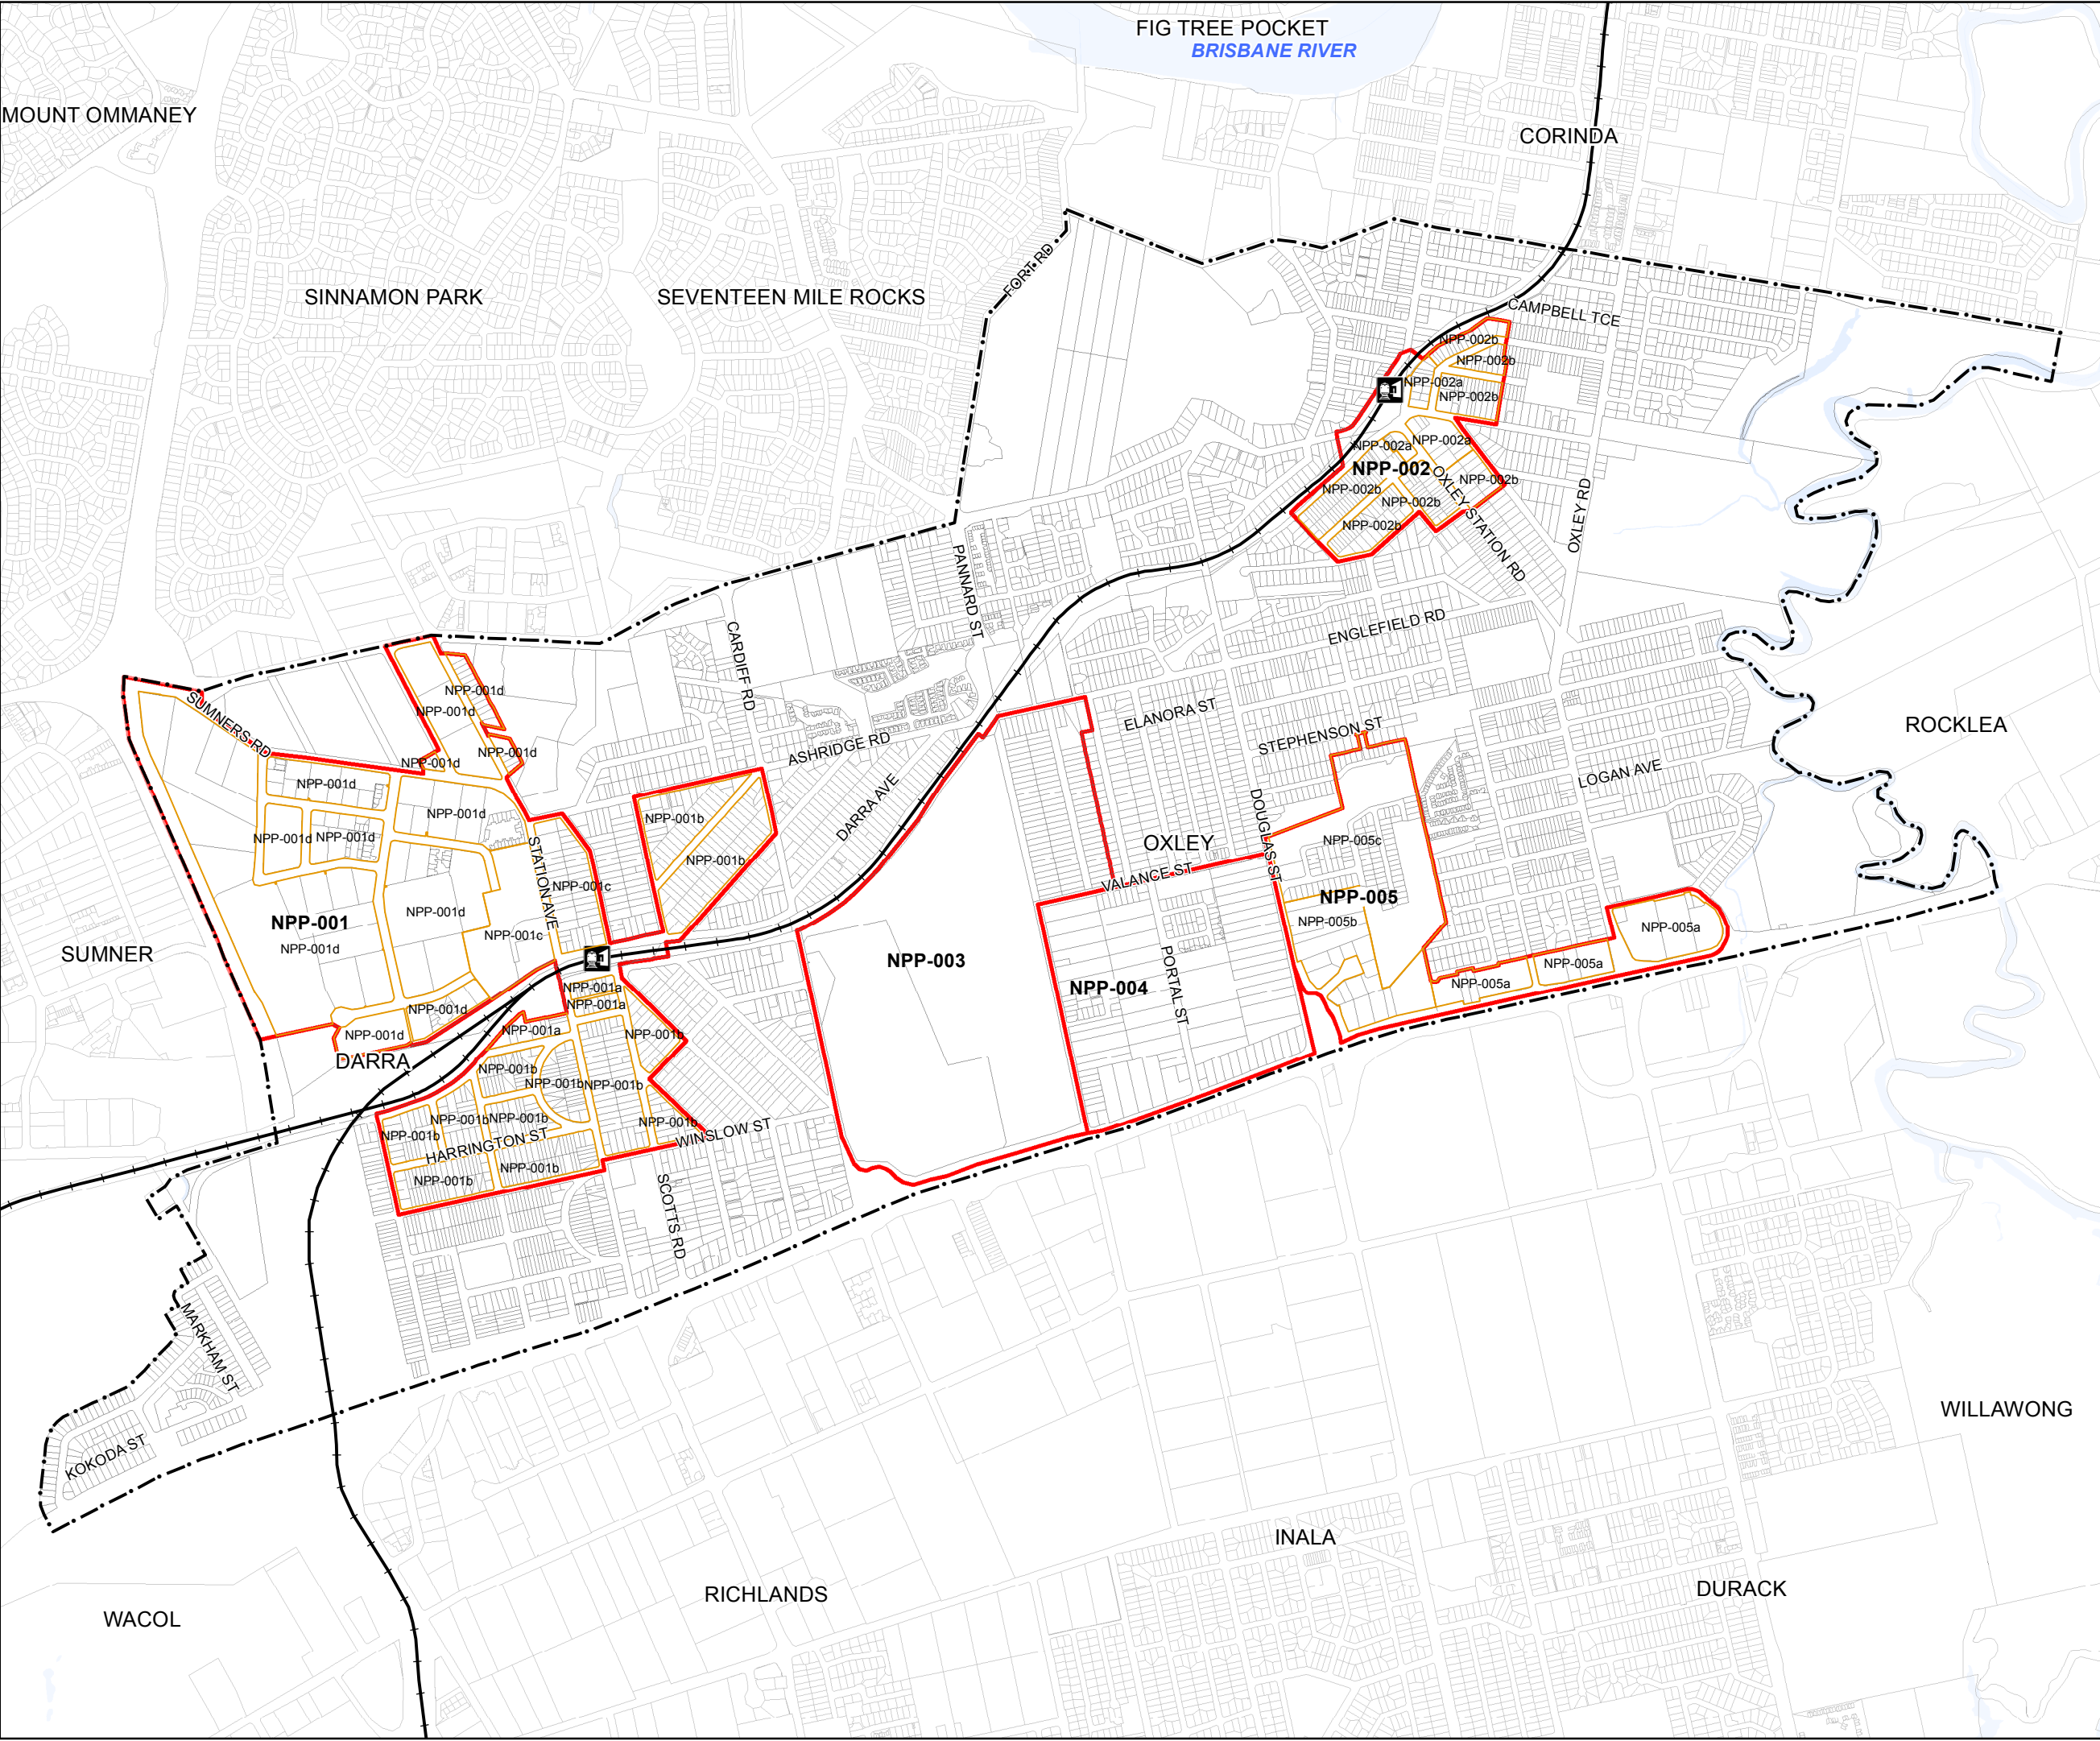 FIG TREE POCKET
BRISBANE RIVER
MOUNT OMMANEY
CORINDA
SINNAMON PARK
SEVENTEEN MILE ROCKS
FORT RD
CAMPBELL TCE
NPP-002b
NPP-002b
NPP-002a
NPP-002b
NPP-002a
NPP-002a
NPP-002
NPP-002b
NPP-002b
NPP-002b
NPP-002b
OXLEY STATION RD
OXLEY RD
PANNARD ST
ENGLEFIELD RD
CARDIFF RD
NPP-001d
NPP-001d
SUMNERS RD
ELANORA ST
STEPHENSON ST
ROCKLEA
ASHRIDGE RD
NPP-001d
NPP-001d
NPP-001d
LOGAN AVE
DARRA AVE
DOUGLAS ST
NPP-001d
NPP-001b
NPP-001d
NPP-001d
STATION AVE
OXLEY
NPP-005c
NPP-001b
VALANCE ST
NPP-001c
NPP-005
NPP-001d
NPP-001
NPP-005b
NPP-005a
NPP-001c
NPP-001d
SUMNER
NPP-003
NPP-005a
NPP-004
PORTAL ST
NPP-005a
NPP-001a
NPP-001a
NPP-001d
NPP-001d
NPP-001a
NPP-001b
DARRA
NPP-001b
NPP-001b
NPP-001b
NPP-001b
NPP-001b
NPP-001b
NPP-001b
HARRINGTON ST
WINSLOW ST
NPP-001b
NPP-001b
SCOTTS RD
MARKHAM ST
KOKODA ST
WILLAWONG
INALA
RICHLANDS
DURACK
WACOL